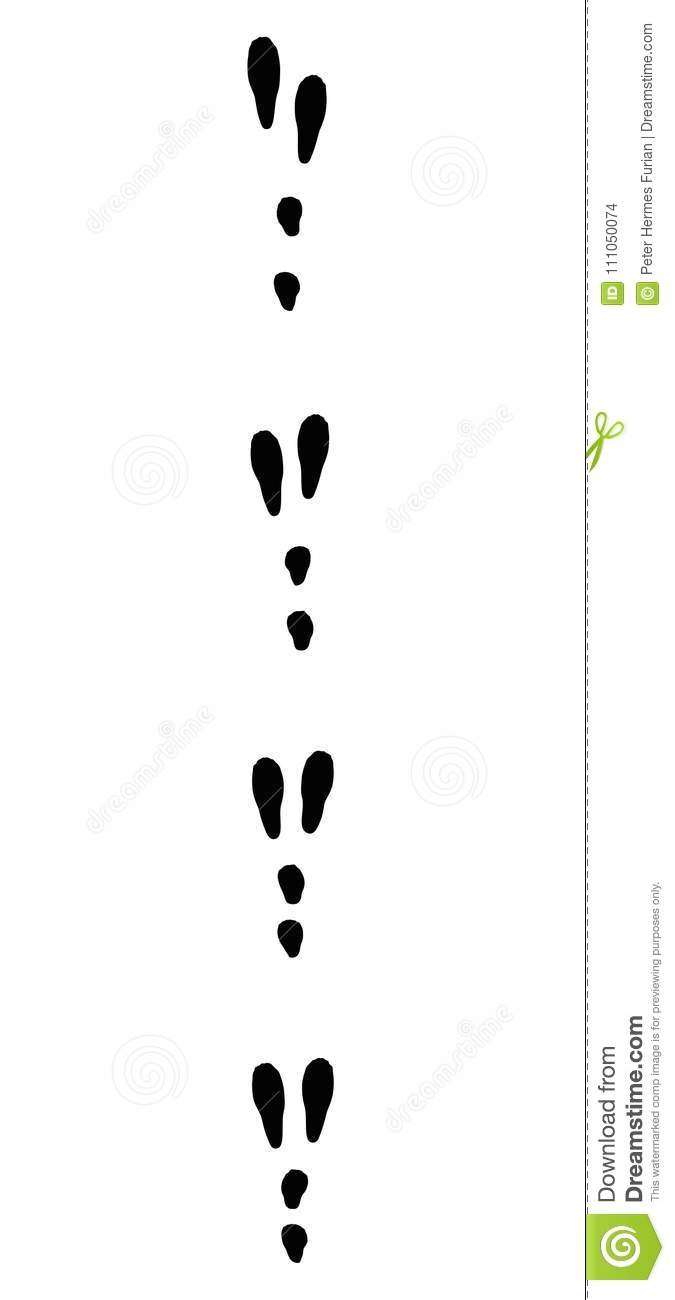 dreamstime
dreamstime
dreamstime
dreamstime
ID 111050074
© Peter Hermes Furian | Dreamstime.com
Download from
Dreamstime.com
This watermarked comp image is for previewing purposes only.